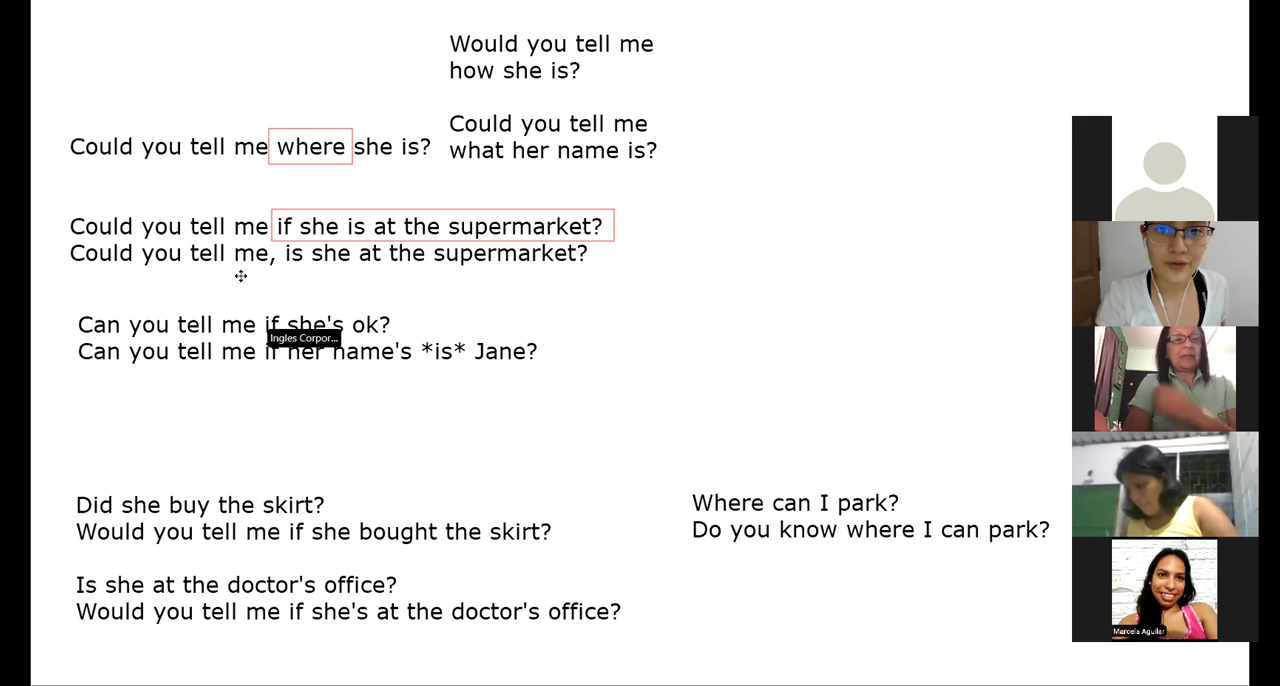 Would you tell me
how she is?
Could you tell me
what her name is?
Could you tell me where she is?
Could you tell me if she is at the supermarket?
Could you tell me, is she at the supermarket?
Can you tell me if she's ok?
Ingles Corpor...
Can you tell me if her name's *is* Jane?
Did she buy the skirt?
Would you tell me if she bought the skirt?
Is she at the doctor's office?
Would you tell me if she's at the doctor's office?
Where can I park?
Do you know where I can park?
Marcela Aguilar